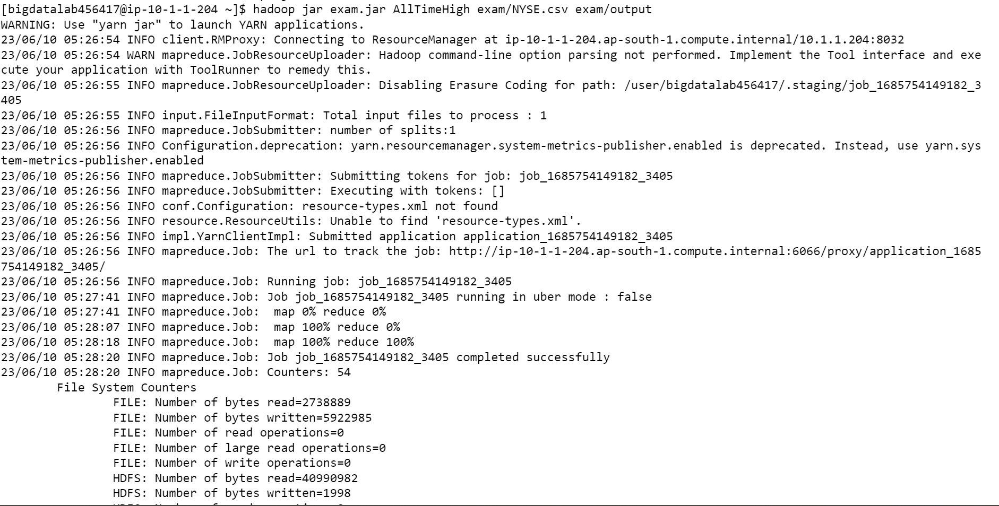 [bigdatalab456417@ip-10-1-1-204 ~]$ hadoop jar exam.jar AllTimeHigh exam/NYSE.csv exam/output
WARNING: Use "yarn jar" to launch YARN applications.
23/06/10 05:26:54 INFO client.RMProxy: Connecting to ResourceManager at ip-10-1-1-204.ap-south-1.compute.internal/10.1.1.204:8032
23/06/10 05:26:54 WARN mapreduce.JobResourceUploader: Hadoop command-line option parsing not performed. Implement the Tool interface and exe
cute your application with ToolRunner to remedy this.
23/06/10 05:26:55 INFO mapreduce.JobResourceUploader: Disabling Erasure Coding for path: /user/bigdatalab456417/.staging/job_1685754149182_3
405
23/06/10 05:26:55 INFO input.FileInputFormat: Total input files to process : 1
23/06/10 05:26:56 INFO mapreduce.JobSubmitter: number of splits:1
23/06/10 05:26:56 INFO Configuration.deprecation: yarn.resourcemanager.system-metrics-publisher.enabled is deprecated. Instead, use yarn.sys
tem-metrics-publisher.enabled
23/06/10 05:26:56 INFO mapreduce.JobSubmitter: Submitting tokens for job: job_1685754149182_3405
23/06/10 05:26:56 INFO mapreduce.JobSubmitter: Executing with tokens: []
23/06/10 05:26:56 INFO conf.Configuration: resource-types.xml not found
23/06/10 05:26:56 INFO resource.ResourceUtils: Unable to find 'resource-types.xml'.
23/06/10 05:26:56 INFO impl.YarnClientImpl: Submitted application application_1685754149182_3405
23/06/10 05:26:56 INFO mapreduce.Job: The url to track the job: http://ip-10-1-1-204.ap-south-1.compute.internal:6066/proxy/application_1685
754149182_3405/
23/06/10 05:26:56 INFO mapreduce.Job: Running job: job_1685754149182_3405
23/06/10 05:27:41 INFO mapreduce.Job: Job job_1685754149182_3405 running in uber mode : false
23/06/10 05:27:41 INFO mapreduce.Job:  map 0% reduce 0%
23/06/10 05:28:07 INFO mapreduce.Job:  map 100% reduce 0%
23/06/10 05:28:18 INFO mapreduce.Job:  map 100% reduce 100%
23/06/10 05:28:20 INFO mapreduce.Job: Job job_1685754149182_3405 completed successfully
23/06/10 05:28:20 INFO mapreduce.Job: Counters: 54
File System Counters
FILE: Number of bytes read=2738889
FILE: Number of bytes written=5922985
FILE: Number of read operations=0
FILE: Number of large read operations=0
FILE: Number of write operations=0
HDFS: Number of bytes read=40990982
HDFS: Number of bytes written=1998